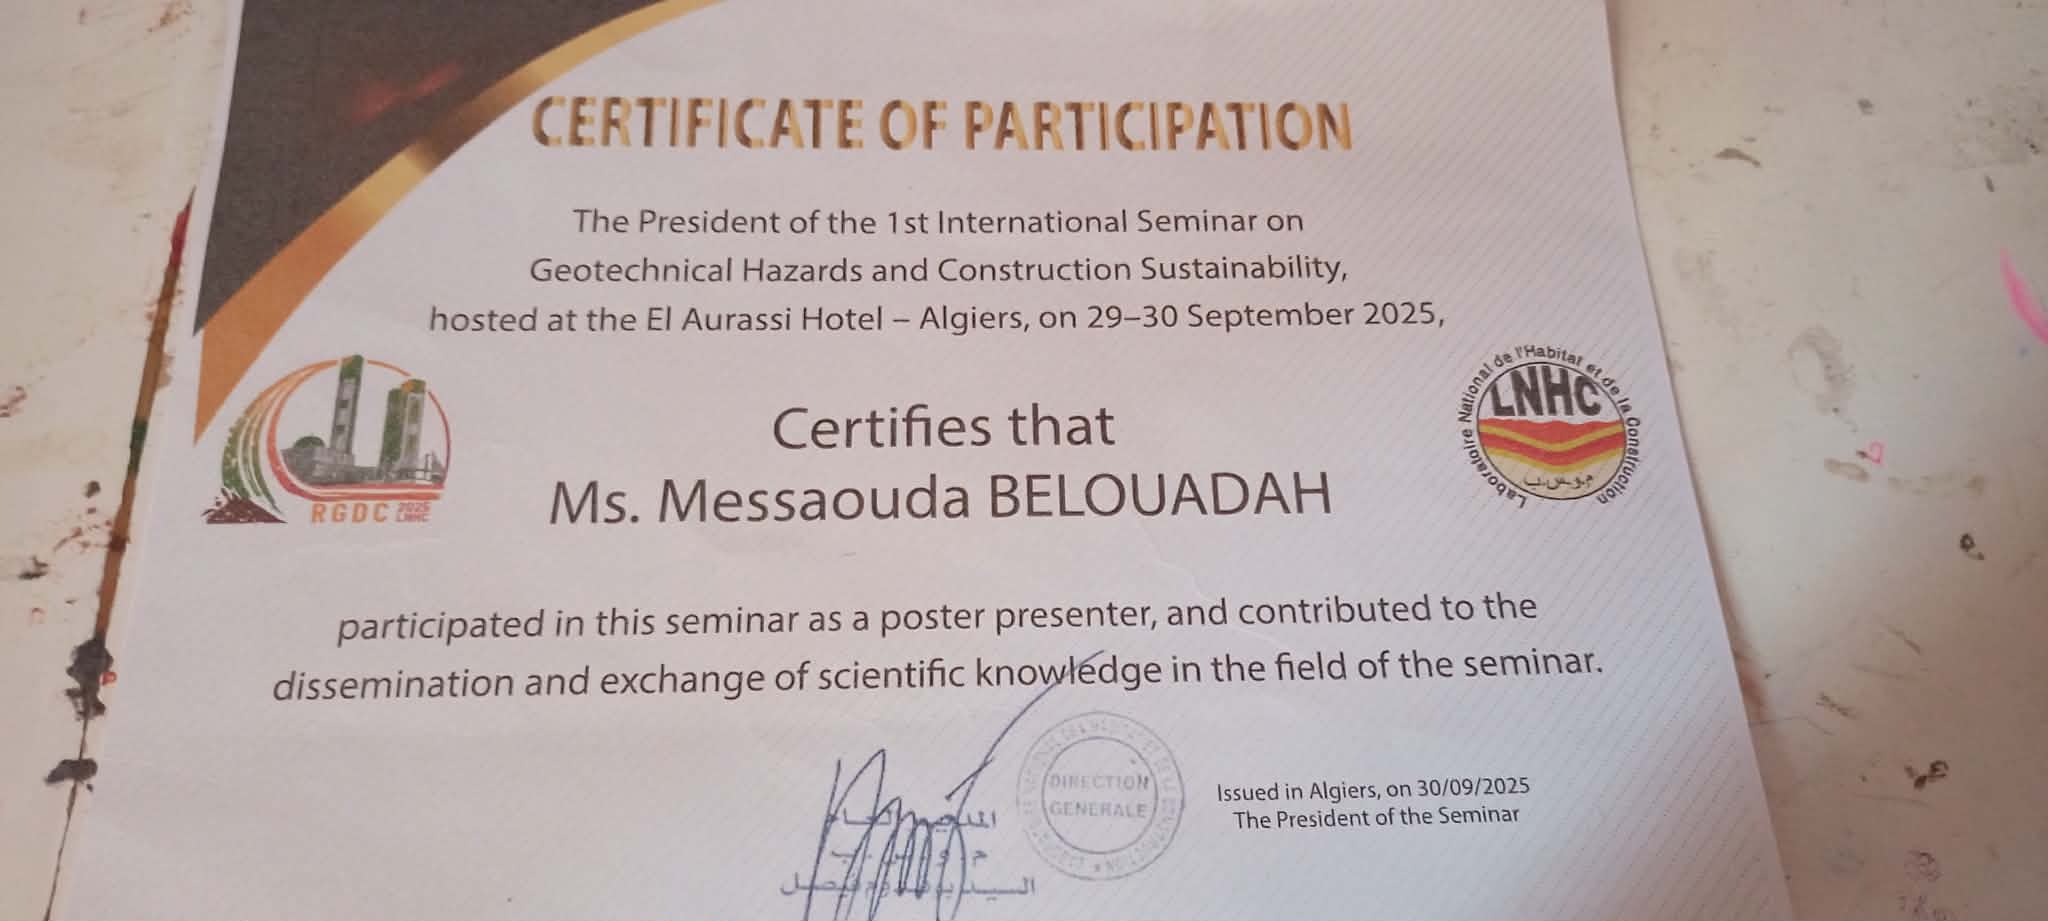 CERTIFICATE OF PARTICIPATION
The President of the 1st International Seminar on
Geotechnical Hazards and Construction Sustainability,
hosted at the El Aurassi Hotel – Algiers, on 29–30 September 2025,
RGDC 2025 LNHC
Laboratoire National de l'Habitat et de la Construction
LNHC
Certifies that
Ms. Messaouda BELOUADAH
participated in this seminar as a poster presenter, and contributed to the
dissemination and exchange of scientific knowledge in the field of the seminar.
DIRECTION
GENERALE
Issued in Algiers, on 30/09/2025
The President of the Seminar